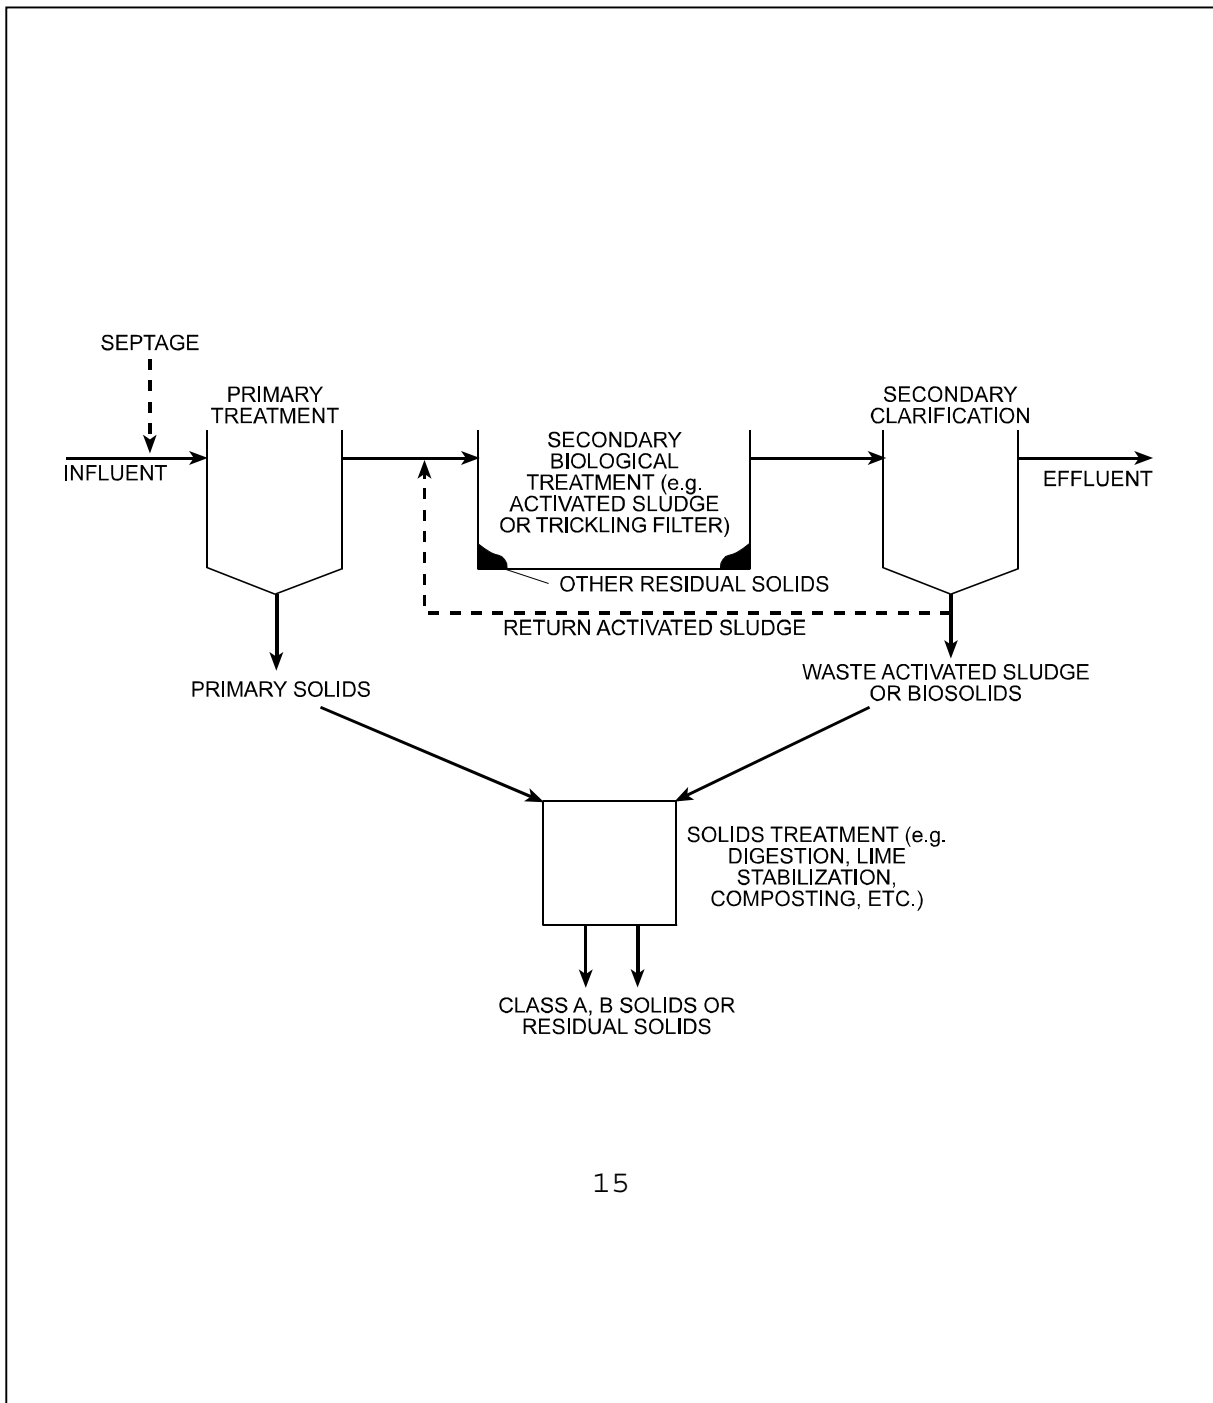 SEPTAGE
PRIMARY
TREATMENT
INFLUENT
SECONDARY
BIOLOGICAL
TREATMENT (e.g.
ACTIVATED SLUDGE
OR TRICKLING FILTER)
SECONDARY
CLARIFICATION
EFFLUENT
OTHER RESIDUAL SOLIDS
RETURN ACTIVATED SLUDGE
PRIMARY SOLIDS
WASTE ACTIVATED SLUDGE
OR BIOSOLIDS
SOLIDS TREATMENT (e.g.
DIGESTION, LIME
STABILIZATION,
COMPOSTING, ETC.)
CLASS A, B SOLIDS OR
RESIDUAL SOLIDS
15